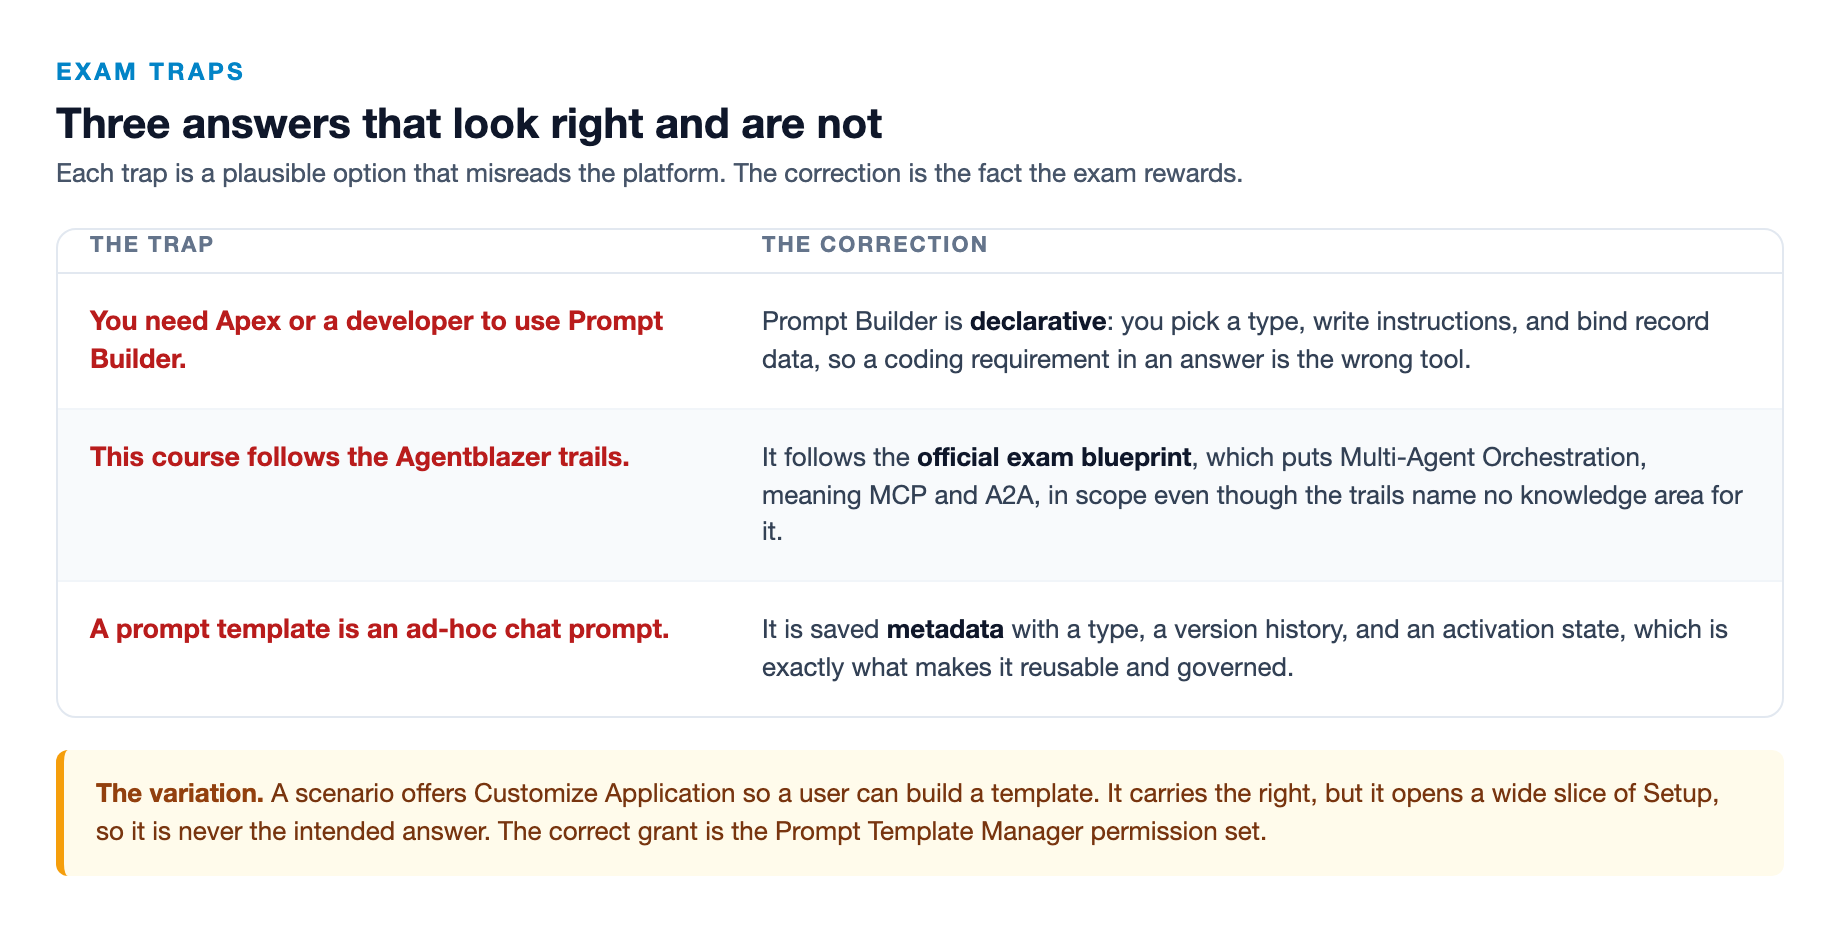 EXAM TRAPS
Three answers that look right and are not
Each trap is a plausible option that misreads the platform. The correction is the fact the exam rewards.
THE TRAP
THE CORRECTION
You need Apex or a developer to use Prompt
Builder.
Prompt Builder is declarative: you pick a type, write instructions, and bind record
data, so a coding requirement in an answer is the wrong tool.
This course follows the Agentblazer trails.
It follows the official exam blueprint, which puts Multi-Agent Orchestration,
meaning MCP and A2A, in scope even though the trails name no knowledge area for
it.
A prompt template is an ad-hoc chat prompt.
It is saved metadata with a type, a version history, and an activation state, which is
exactly what makes it reusable and governed.
The variation. A scenario offers Customize Application so a user can build a template. It carries the right, but it opens a wide slice of Setup,
so it is never the intended answer. The correct grant is the Prompt Template Manager permission set.